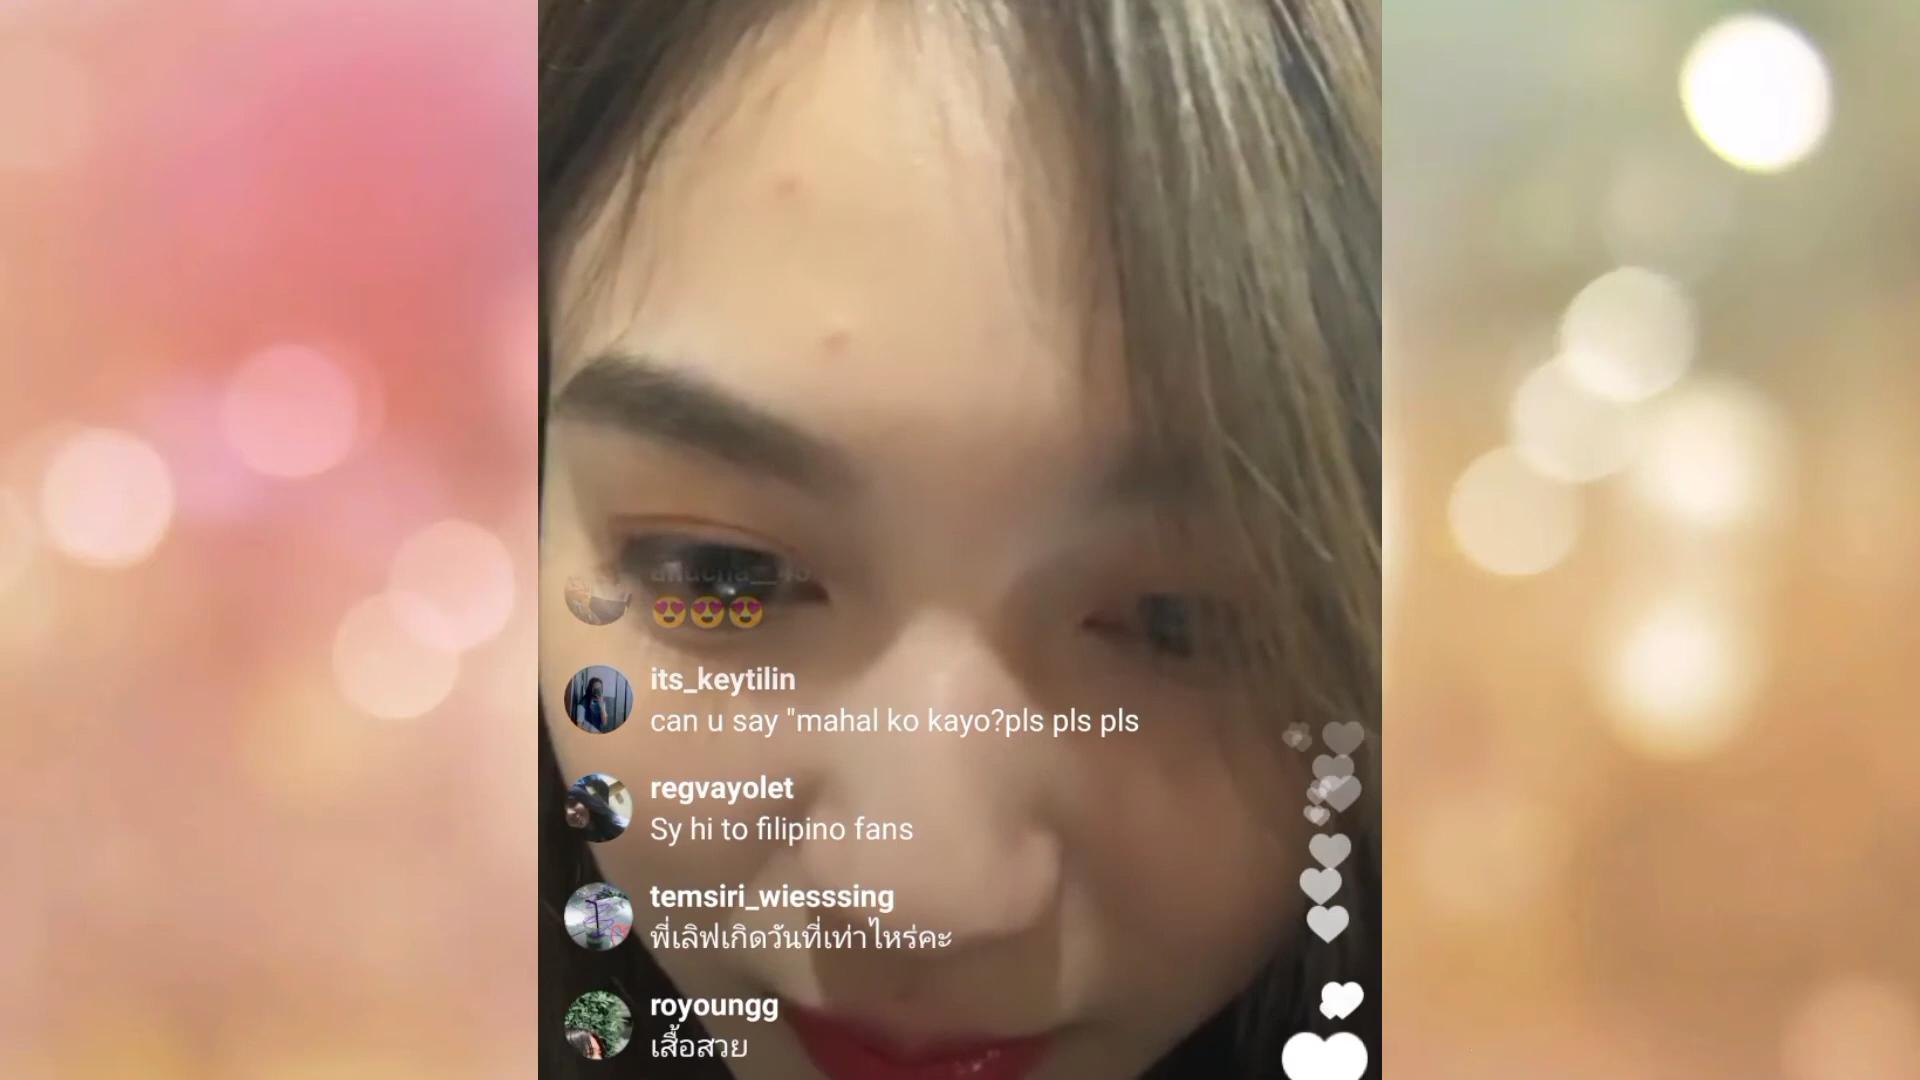 😍😍😍
its_keytilin
can u say "mahal ko kayo?pls pls pls
regvayolet
Sy hi to filipino fans
temsiri_wiesssing
พี่เลิฟเกิดวันที่เท่าไหร่คะ
royoungg
เสื้อสวย